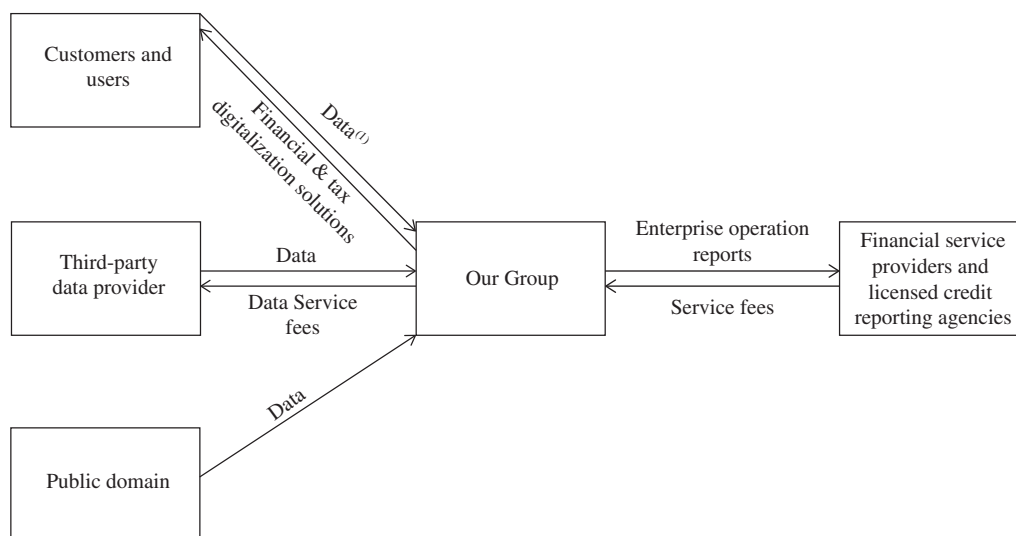 Customers and
users
Data(1)
Financial & tax
digitalization solutions
Third-party
data provider
Data
Data Service
fees
Our Group
Enterprise operation
reports
Service fees
Financial service
providers and
licensed credit
reporting agencies
Data
Public domain